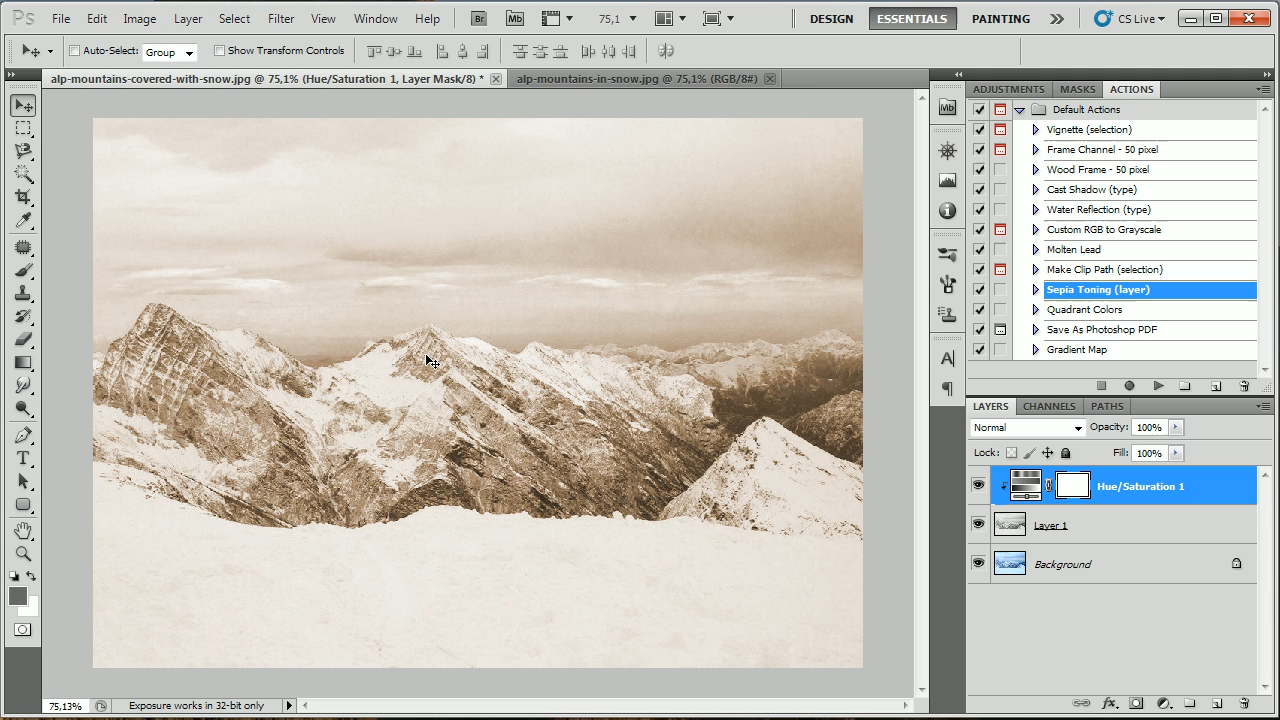 Ps File Edit Image Layer Select Filter View Window Help Br Mb 75,1 DESIGN ESSENTIALS PAINTING CS Live
Auto-Select: Group Show Transform Controls
alp-mountains-covered-with-snow.jpg @ 75,1% (Hue/Saturation 1, Layer Mask/8) * alp-mountains-in-snow.jpg @ 75,1% (RGB/8#)
ADJUSTMENTS MASKS ACTIONS
Mb
Default Actions
Vignette (selection)
Frame Channel - 50 pixel
Wood Frame - 50 pixel
Cast Shadow (type)
Water Reflection (type)
Custom RGB to Grayscale
Molten Lead
Make Clip Path (selection)
Sepia Toning (layer)
Quadrant Colors
Save As Photoshop PDF
Gradient Map
LAYERS CHANNELS PATHS
Normal Opacity: 100%
Lock: Fill: 100%
Hue/Saturation 1
Layer 1
Background
75,13% Exposure works in 32-bit only